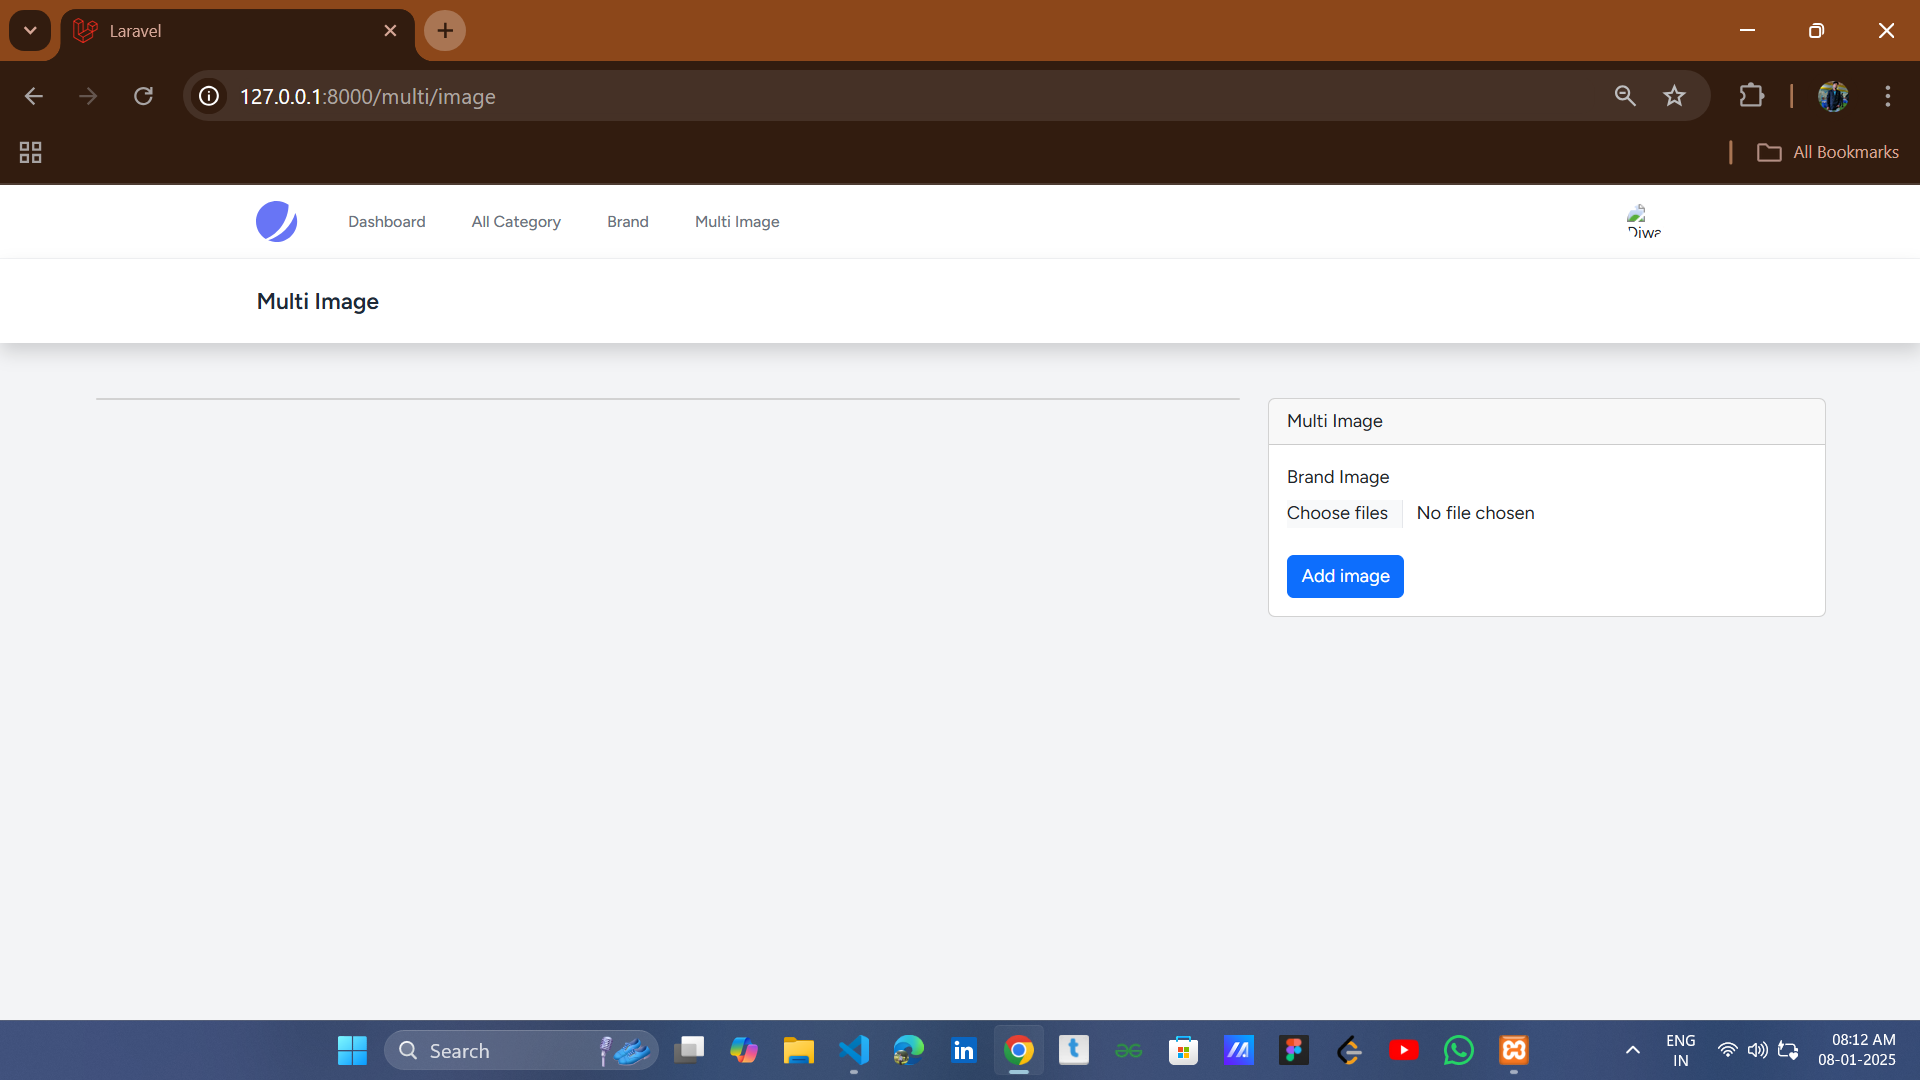 Laravel
127.0.0.1:8000/multi/image
All Bookmarks
Dashboard All Category Brand Multi Image
Diwa
Multi Image
Multi Image
Brand Image
Choose files No file chosen
Add image
Search
ENG
IN
08:12 AM
08-01-2025